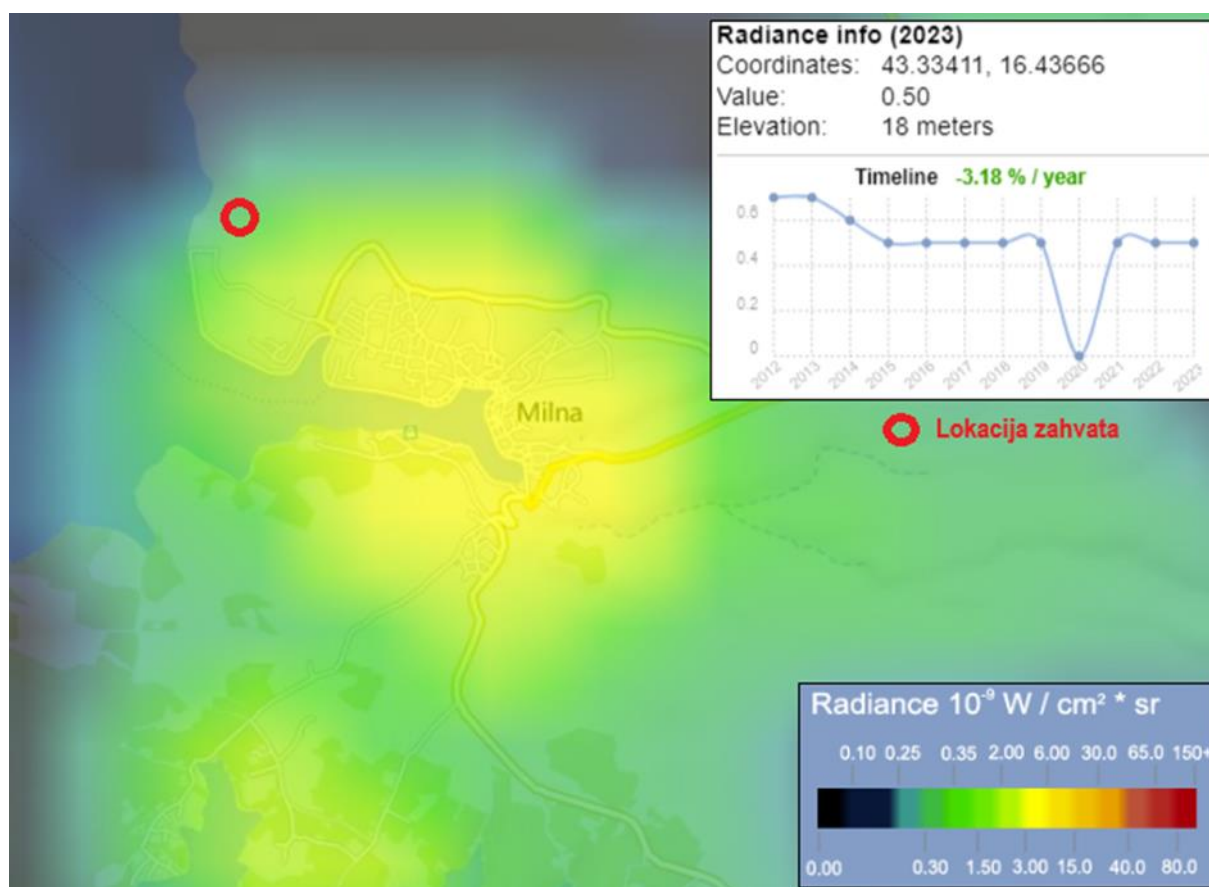 Radiance info (2023)
Coordinates: 43.33411, 16.43666
Value: 0.50
Elevation: 18 meters
Timeline -3.18 % / year
0.6
0.4
0.2
0
2012 2013 2014 2015 2016 2017 2018 2019 2020 2021 2022 2023
Milna
Lokacija zahvata
Radiance 10⁻⁹ W / cm² * sr
0.10 0.25 0.35 2.00 6.00 30.0 65.0 150+
0.00 0.30 1.50 3.00 15.0 40.0 80.0